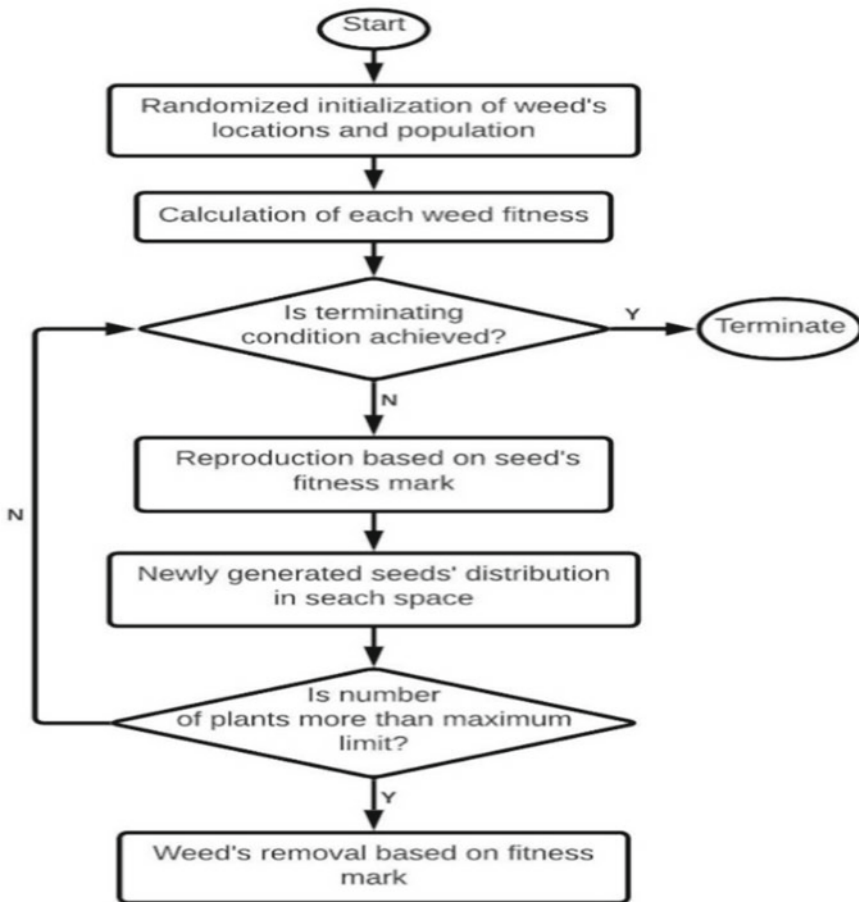 Start
Randomized initialization of weed's
locations and population
Calculation of each weed fitness
Is terminating
condition achieved?
Y
Terminate
N
Reproduction based on seed's
fitness mark
N
Newly generated seeds' distribution
in seach space
Is number
of plants more than maximum
limit?
Y
Weed's removal based on fitness
mark